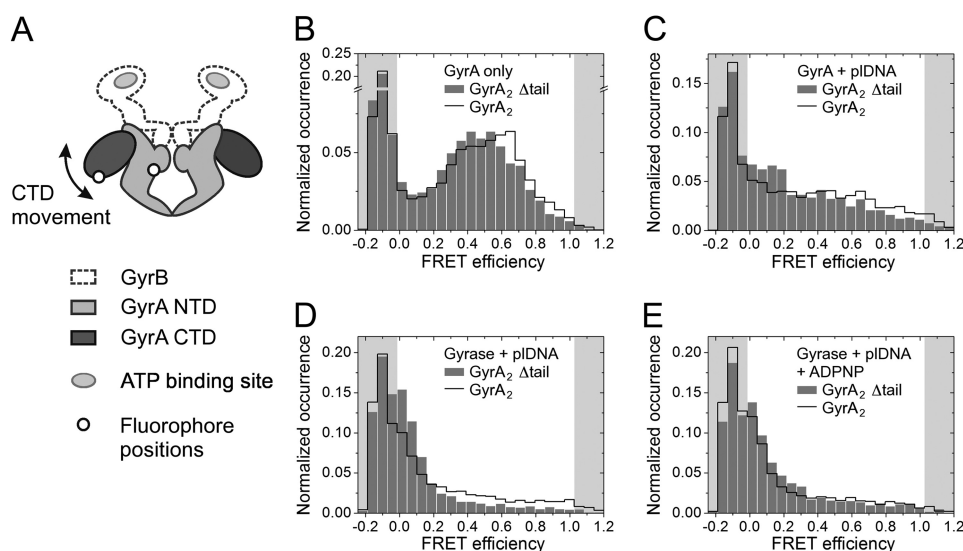 A
CTD
movement
GyrB
GyrA NTD
GyrA CTD
ATP binding site
Fluorophore
positions
B
Normalized occurrence
0.25
0.20
0.05
0.00
GyrA only
GyrA₂ Δtail
GyrA₂
-0.2 0.0 0.2 0.4 0.6 0.8 1.0 1.2
FRET efficiency
C
Normalized occurrence
0.15
0.10
0.05
0.00
GyrA + plDNA
GyrA₂ Δtail
GyrA₂
-0.2 0.0 0.2 0.4 0.6 0.8 1.0 1.2
FRET efficiency
D
Normalized occurrence
0.20
0.15
0.10
0.05
0.00
Gyrase + plDNA
GyrA₂ Δtail
GyrA₂
-0.2 0.0 0.2 0.4 0.6 0.8 1.0 1.2
FRET efficiency
E
Normalized occurrence
0.20
0.15
0.10
0.05
0.00
Gyrase + plDNA
+ ADPNP
GyrA₂ Δtail
GyrA₂
-0.2 0.0 0.2 0.4 0.6 0.8 1.0 1.2
FRET efficiency